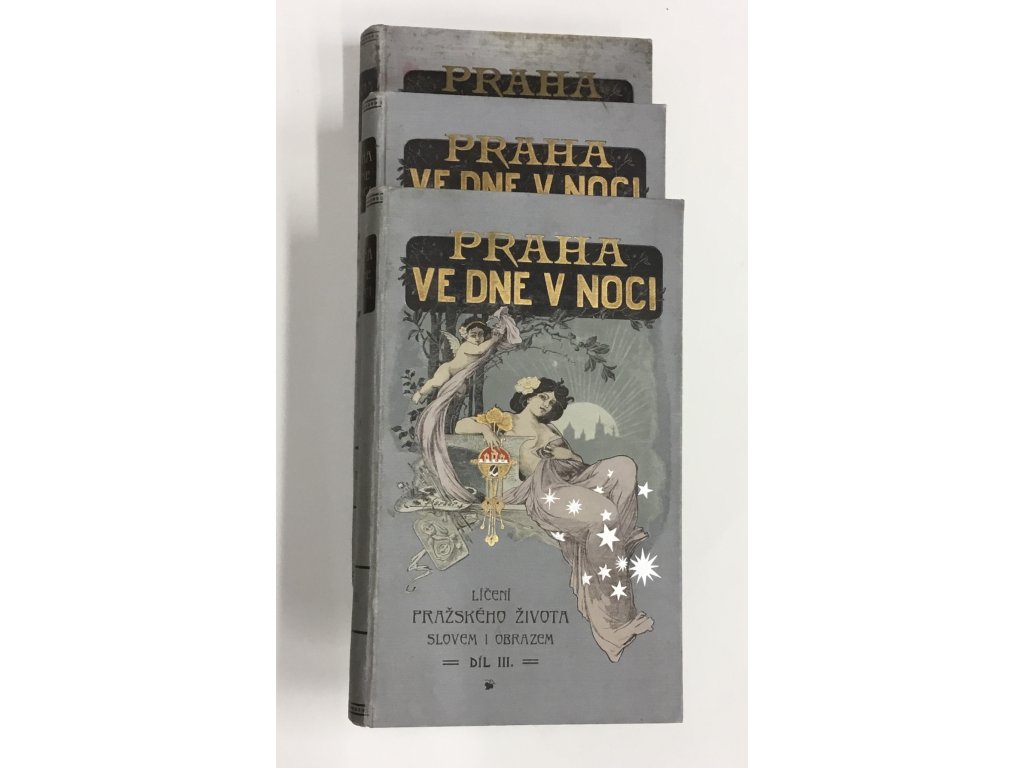 PRAHA
PRAHA
VE DNE V NOCI
PRAHA
VE DNE V NOCI
LÍČENÍ
PRAŽSKÉHO ŽIVOTA
SLOVEM I OBRAZEM
DÍL III.